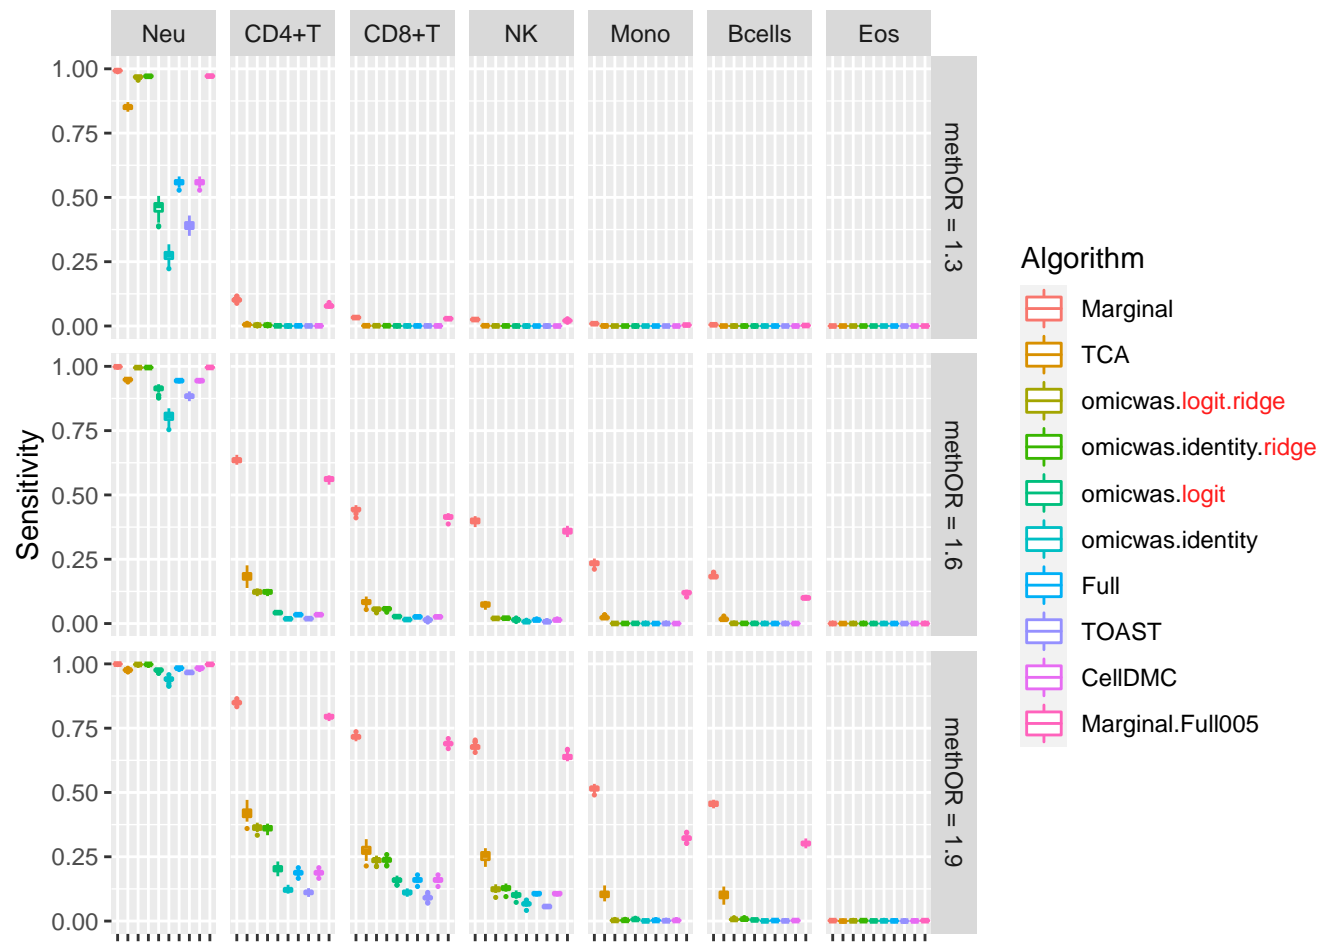 Neu CD4+T CD8+T NK Mono Bcells Eos
1.00
0.75
0.50
0.25
0.00
methOR = 1.3
1.00
0.75
0.50
0.25
0.00
methOR = 1.6
1.00
0.75
0.50
0.25
0.00
methOR = 1.9
Sensitivity
Algorithm
Marginal
TCA
omicwas.logit.ridge
omicwas.identity.ridge
omicwas.logit
omicwas.identity
Full
TOAST
CellDMC
Marginal.Full005